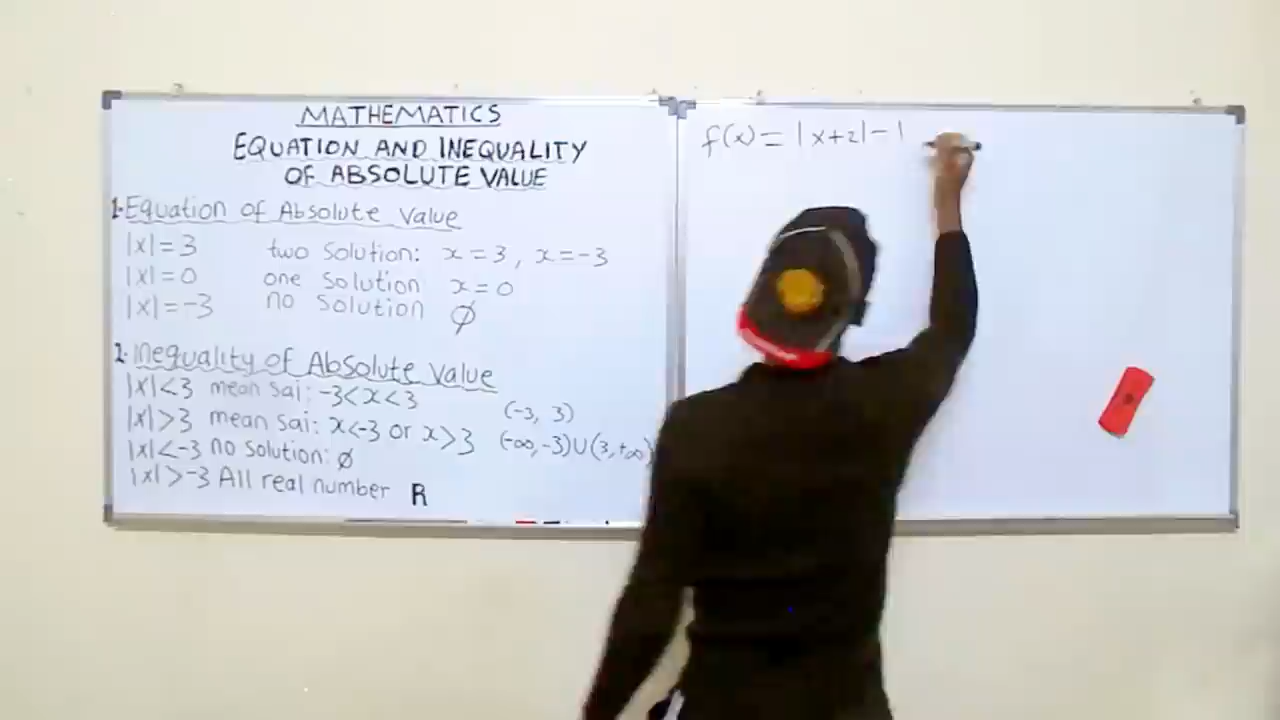 MATHEMATICS
EQUATION AND INEQUALITY
OF ABSOLUTE VALUE
1. Equation of Absolute Value
|x|=3 two solution: x=3, x=-3
|x|=0 one solution x=0
|x|=-3 no solution ∅
2. Inequality of Absolute Value
|x|<3 mean sai: -3<x<3 (-3, 3)
|x|>3 mean sai: x<-3 or x>3 (-∞,-3)U(3,+∞)
|x|<-3 no solution: ∅
|x|>-3 All real number R
f(x)=|x+2|-1